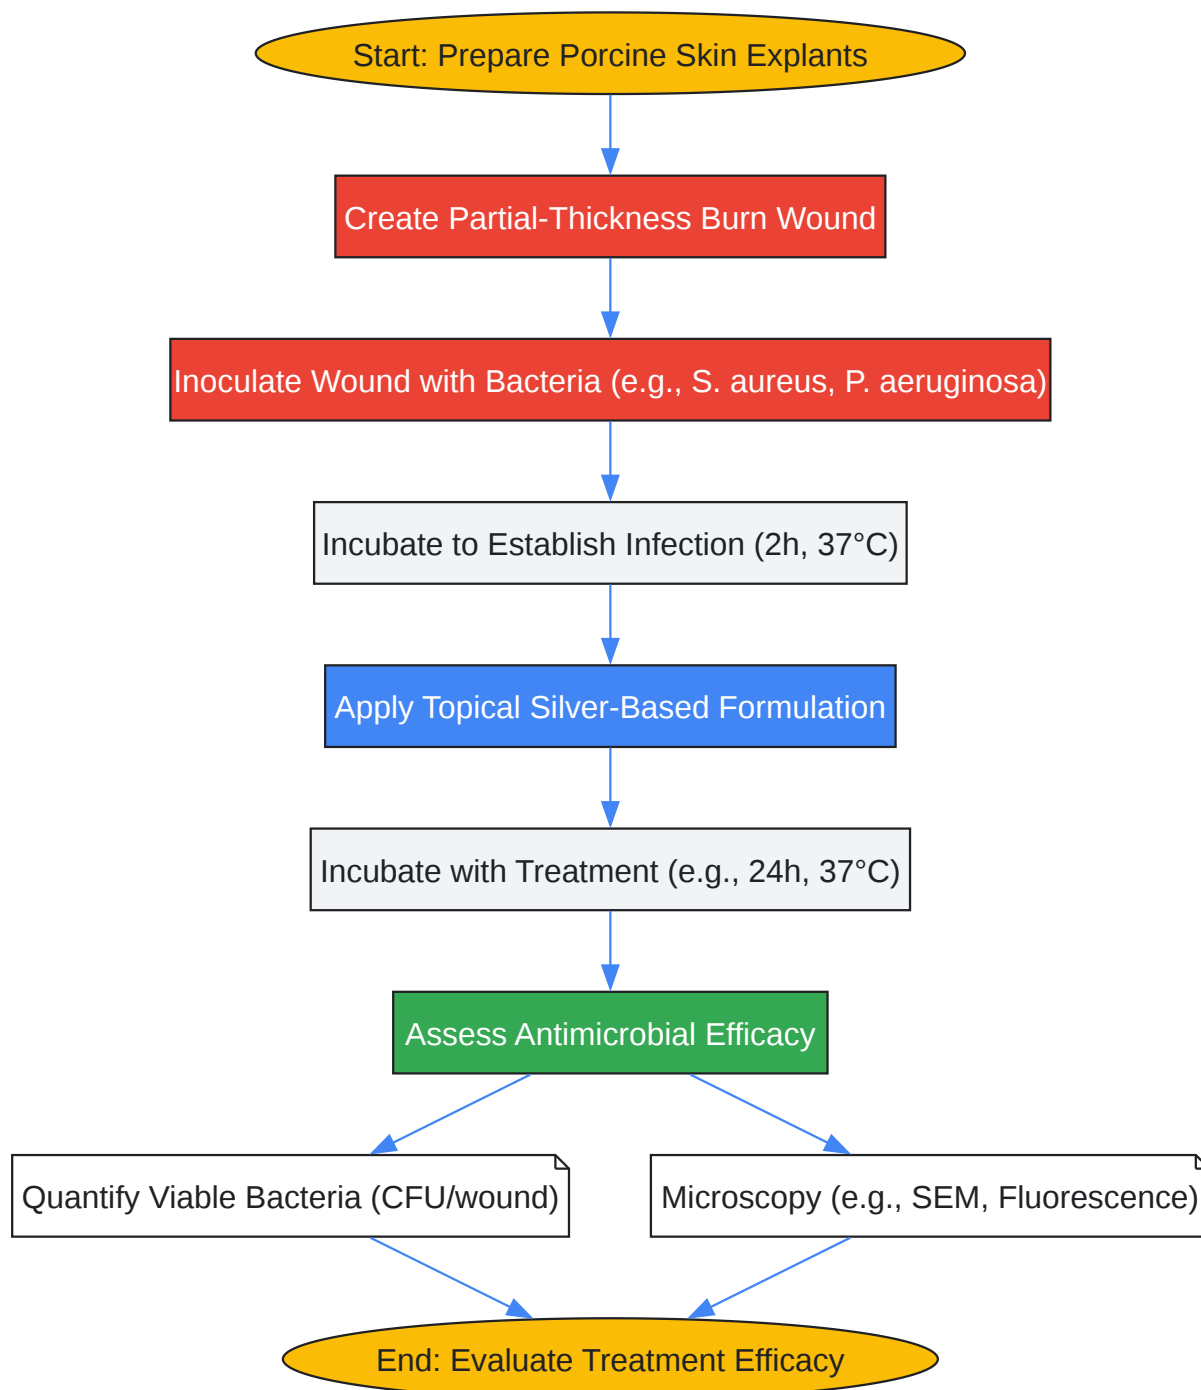 Start: Prepare Porcine Skin Explants
Create Partial-Thickness Burn Wound
Inoculate Wound with Bacteria (e.g., S. aureus, P. aeruginosa)
Incubate to Establish Infection (2h, 37°C)
Apply Topical Silver-Based Formulation
Incubate with Treatment (e.g., 24h, 37°C)
Assess Antimicrobial Efficacy
Quantify Viable Bacteria (CFU/wound)
Microscopy (e.g., SEM, Fluorescence)
End: Evaluate Treatment Efficacy